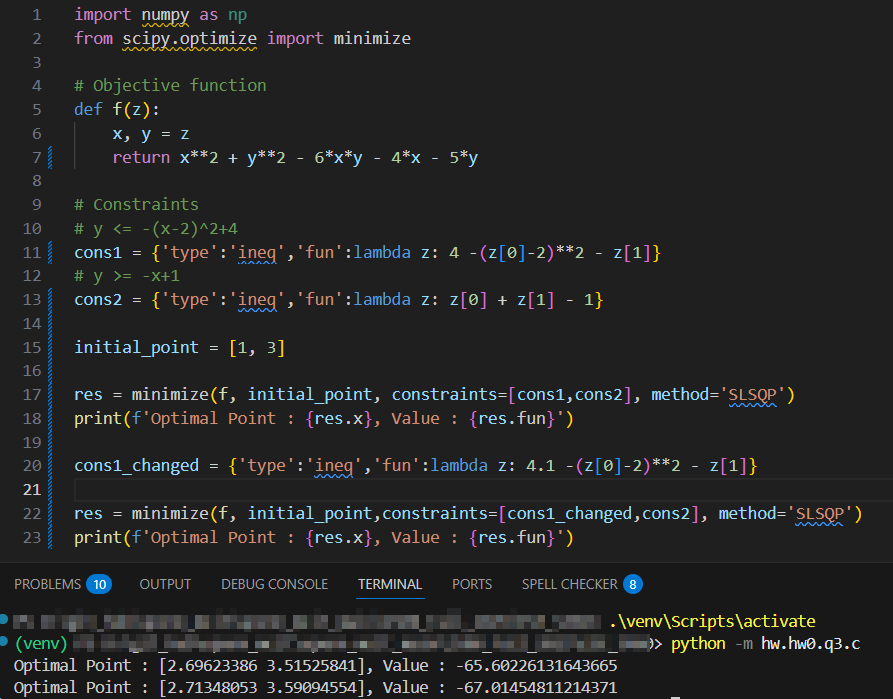 1 import numpy as np
2 from scipy.optimize import minimize
3
4 # Objective function
5 def f(z):
6     x, y = z
7     return x**2 + y**2 - 6*x*y - 4*x - 5*y
8
9 # Constraints
10 # y <= -(x-2)^2+4
11 cons1 = {'type':'ineq','fun':lambda z: 4 -(z[0]-2)**2 - z[1]}
12 # y >= -x+1
13 cons2 = {'type':'ineq','fun':lambda z: z[0] + z[1] - 1}
14
15 initial_point = [1, 3]
16
17 res = minimize(f, initial_point, constraints=[cons1,cons2], method='SLSQP')
18 print(f'Optimal Point : {res.x}, Value : {res.fun}')
19
20 cons1_changed = {'type':'ineq','fun':lambda z: 4.1 -(z[0]-2)**2 - z[1]}
21
22 res = minimize(f, initial_point,constraints=[cons1_changed,cons2], method='SLSQP')
23 print(f'Optimal Point : {res.x}, Value : {res.fun}')
PROBLEMS 10 OUTPUT DEBUG CONSOLE TERMINAL PORTS SPELL CHECKER 8
.\venv\Scripts\activate
(venv) > python -m hw.hw0.q3.c
Optimal Point : [2.69623386 3.51525841], Value : -65.60226131643665
Optimal Point : [2.71348053 3.59094554], Value : -67.01454811214371